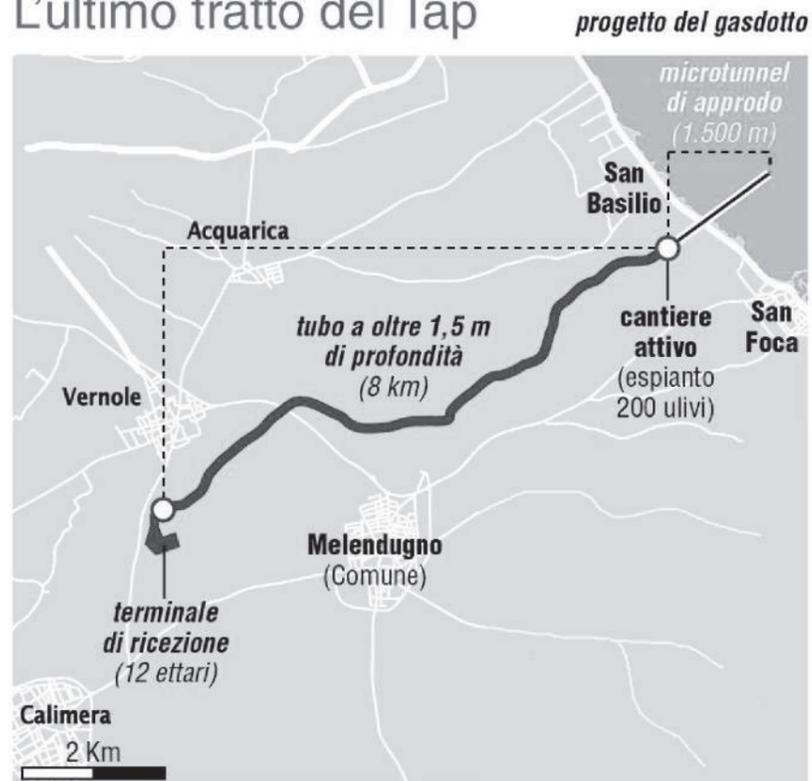 L'ultimo tratto del Tap
progetto del gasdotto
microtunnel
di approdo
(1.500 m)
San
Basilio
Acquarica
tubo a oltre 1,5 m
di profondità
(8 km)
cantiere
attivo
(espianto
200 ulivi)
San
Foca
Vernole
Melendugno
(Comune)
terminale
di ricezione
(12 ettari)
Calimera
2 Km